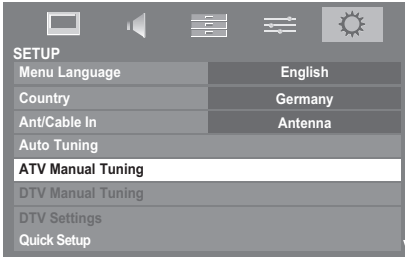 SETUP
Menu Language English
Country Germany
Ant/Cable In Antenna
Auto Tuning
ATV Manual Tuning
DTV Manual Tuning
DTV Settings
Quick Setup